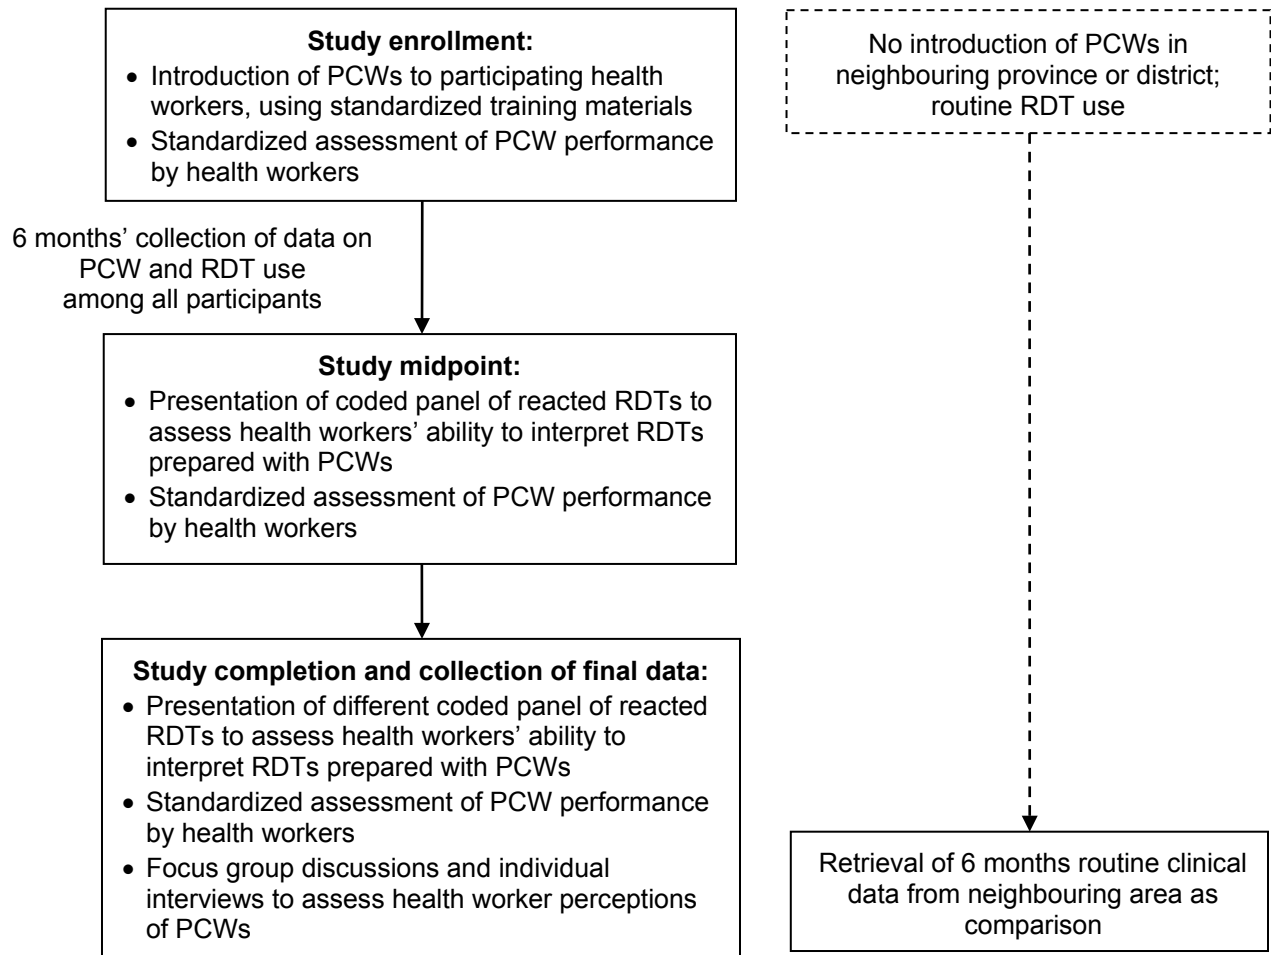 Study enrollment:
• Introduction of PCWs to participating health
workers, using standardized training materials
• Standardized assessment of PCW performance
by health workers
No introduction of PCWs in
neighbouring province or district;
routine RDT use
6 months’ collection of data on
PCW and RDT use
among all participants
Study midpoint:
• Presentation of coded panel of reacted RDTs to
assess health workers’ ability to interpret RDTs
prepared with PCWs
• Standardized assessment of PCW performance
by health workers
Study completion and collection of final data:
• Presentation of different coded panel of reacted
RDTs to assess health workers’ ability to
interpret RDTs prepared with PCWs
• Standardized assessment of PCW performance
by health workers
• Focus group discussions and individual
interviews to assess health worker perceptions
of PCWs
Retrieval of 6 months routine clinical
data from neighbouring area as
comparison